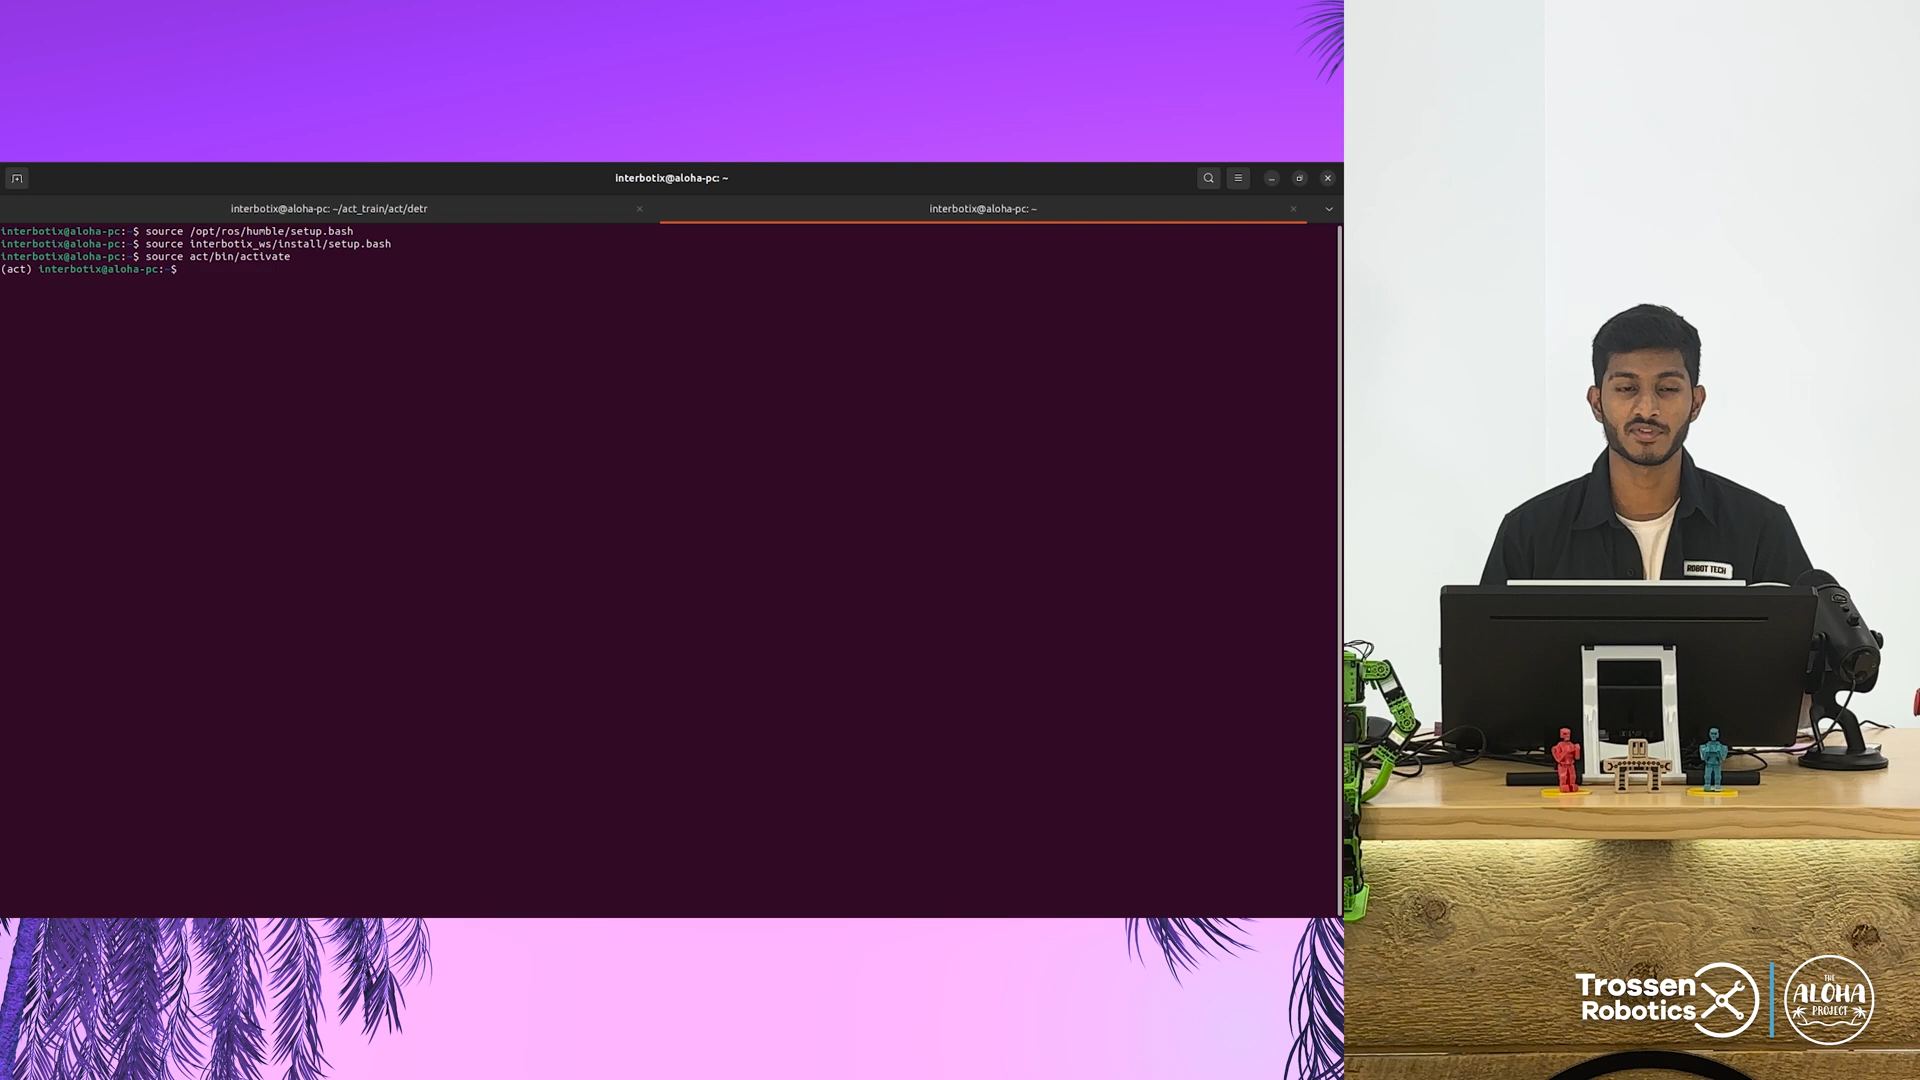 interbotix@aloha-pc: ~
interbotix@aloha-pc: ~/act_train/act/detr
interbotix@aloha-pc: ~
interbotix@aloha-pc:~$ source /opt/ros/humble/setup.bash
interbotix@aloha-pc:~$ source interbotix_ws/install/setup.bash
interbotix@aloha-pc:~$ source act/bin/activate
(act) interbotix@aloha-pc:~$
ROBOT TECH
Trossen
Robotics
THE
ALOHA
PROJECT